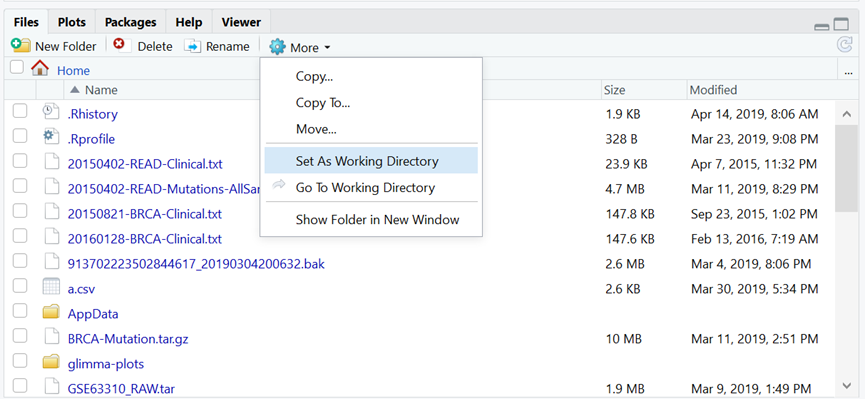 Files Plots Packages Help Viewer
New Folder Delete Rename More
Home ...
Name Size Modified
Copy...
Copy To...
Move...
Set As Working Directory
Go To Working Directory
Show Folder in New Window
.Rhistory 1.9 KB Apr 14, 2019, 8:06 AM
.Rprofile 328 B Mar 23, 2019, 9:08 PM
20150402-READ-Clinical.txt 23.9 KB Apr 7, 2015, 11:32 PM
20150402-READ-Mutations-AllSar 4.7 MB Mar 11, 2019, 8:29 PM
20150821-BRCA-Clinical.txt 147.8 KB Sep 23, 2015, 1:02 PM
20160128-BRCA-Clinical.txt 147.6 KB Feb 13, 2016, 7:19 AM
913702223502844617_20190304200632.bak 2.6 MB Mar 4, 2019, 8:06 PM
a.csv 2.6 KB Mar 30, 2019, 5:34 PM
AppData
BRCA-Mutation.tar.gz 10 MB Mar 11, 2019, 2:51 PM
glimma-plots
GSE63310_RAW.tar 1.9 MB Mar 9, 2019, 1:49 PM